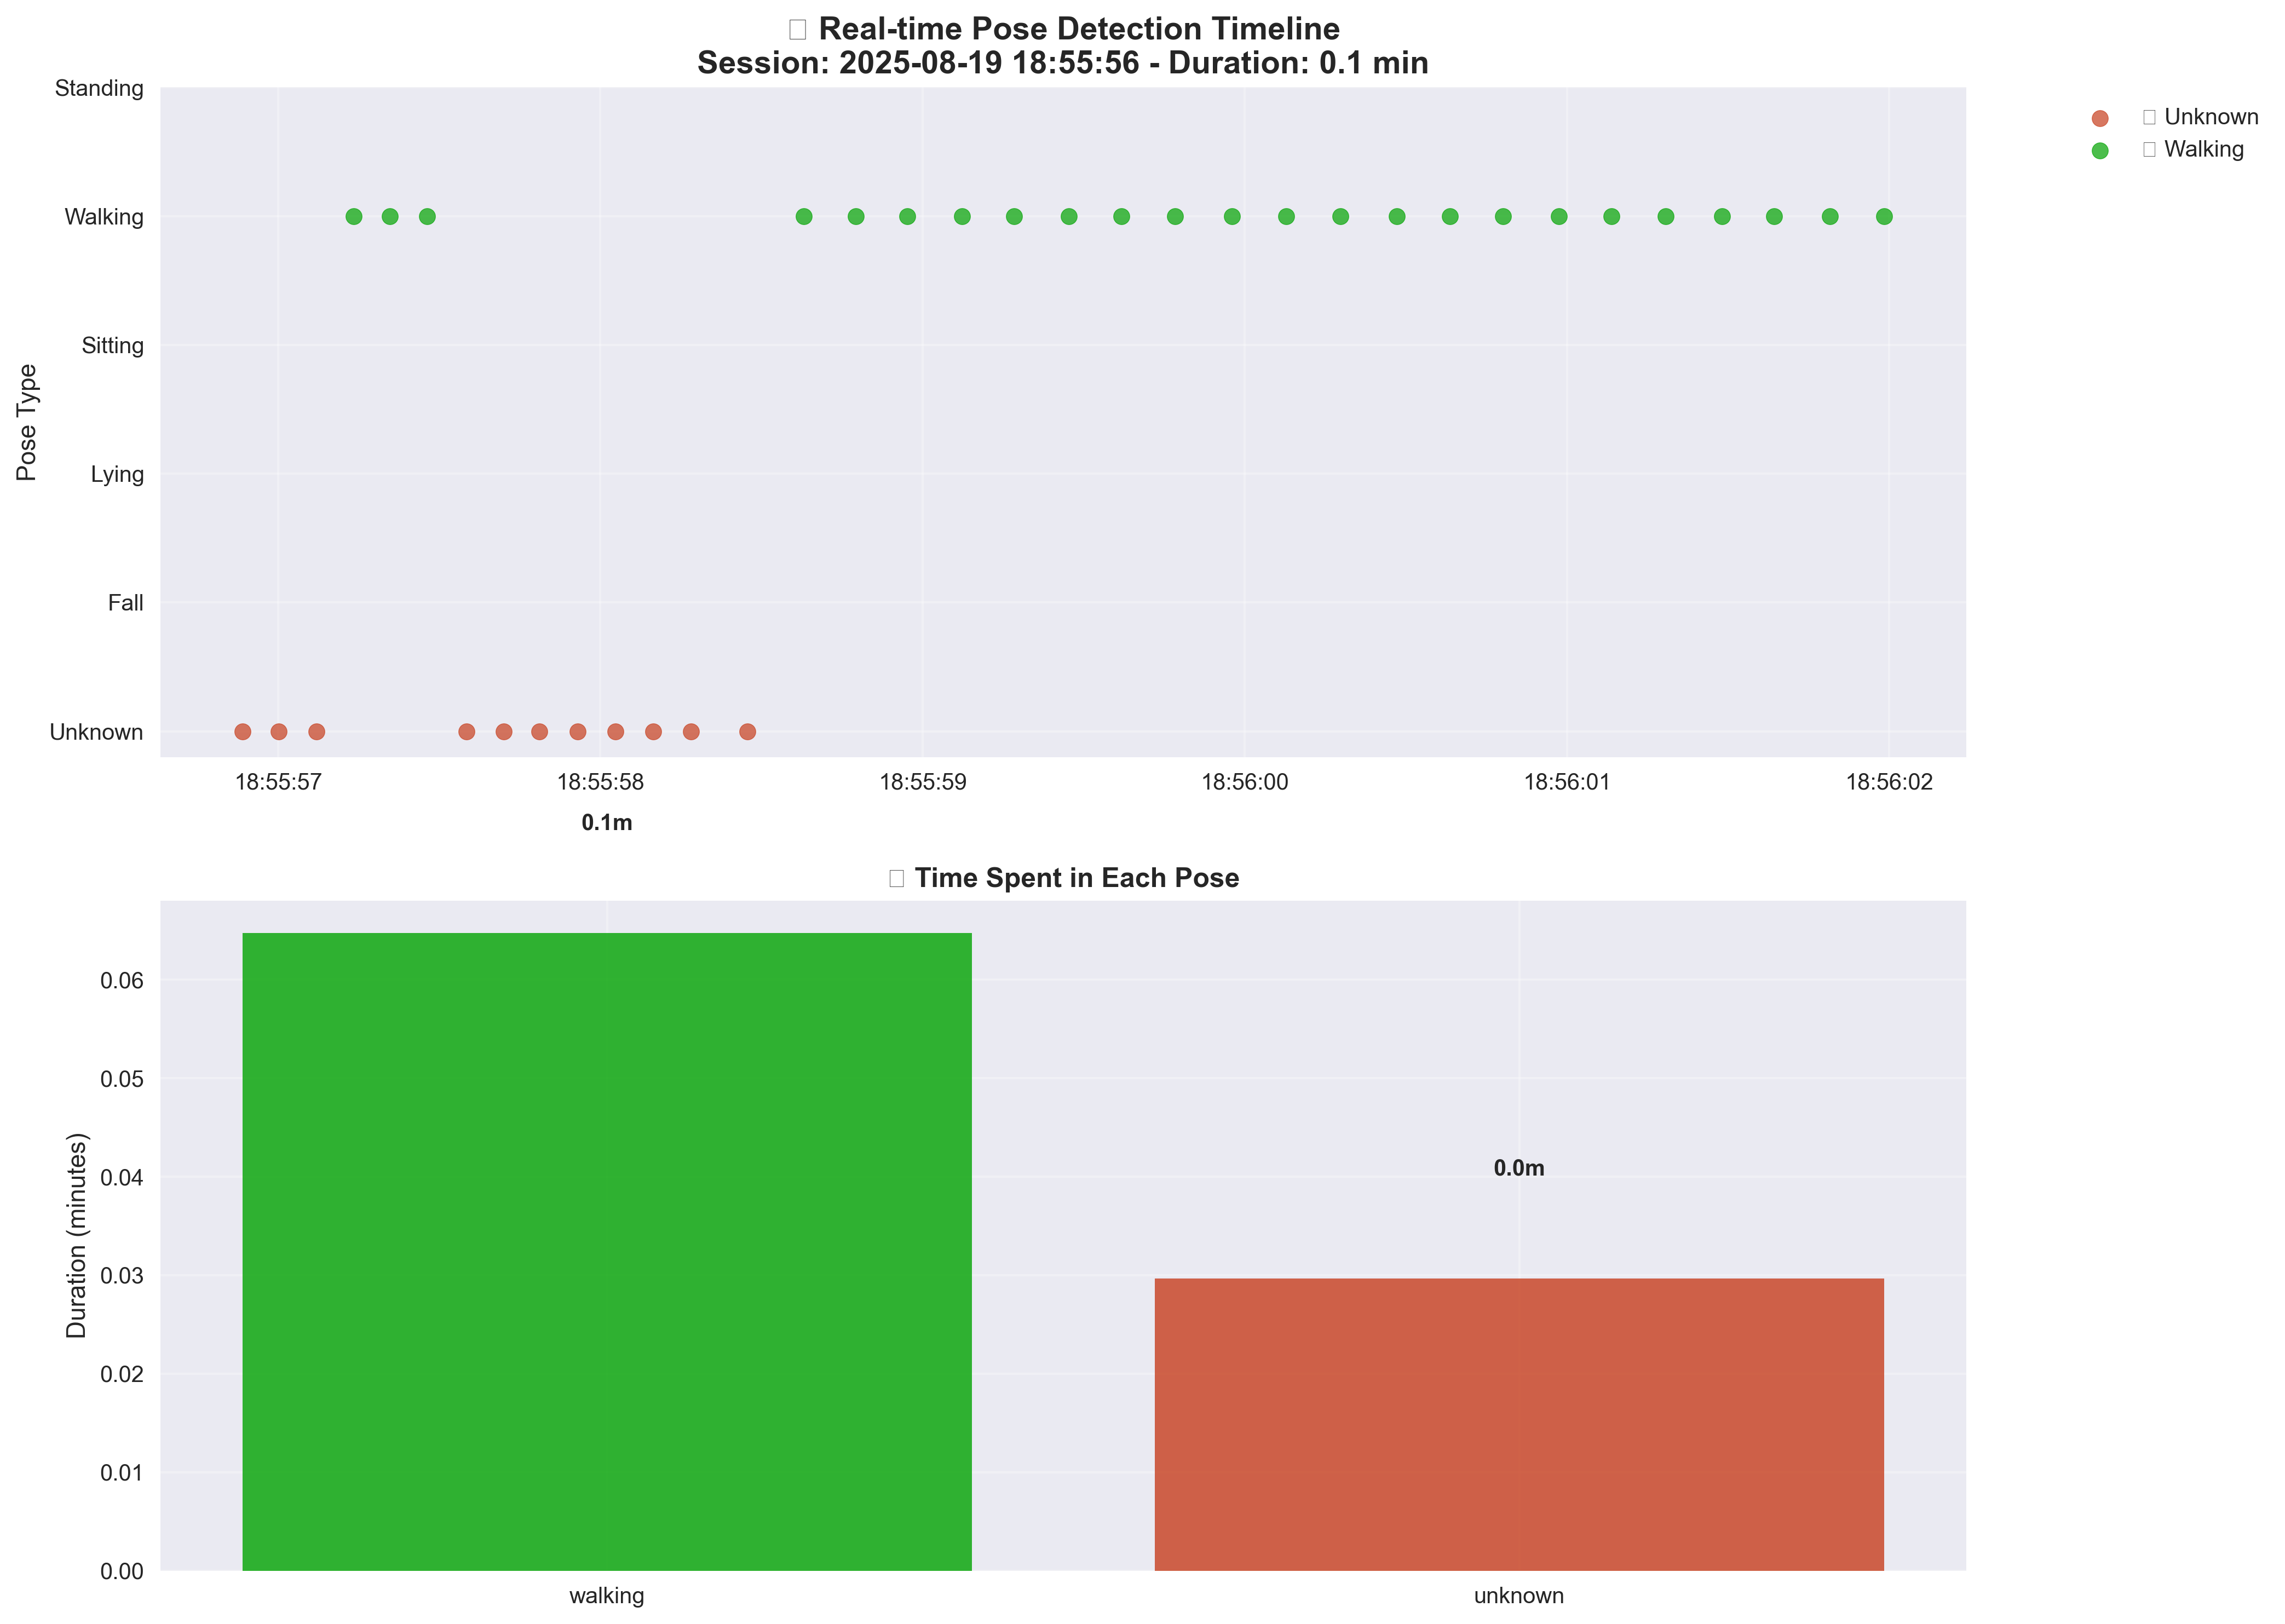 Real-time Pose Detection Timeline
Session: 2025-08-19 18:55:56 - Duration: 0.1 min
Standing
Walking
Sitting
Lying
Fall
Unknown
Pose Type
Unknown
Walking
18:55:57 18:55:58 18:55:59 18:56:00 18:56:01 18:56:02
0.1m
Time Spent in Each Pose
0.06
0.05
0.04
0.03
0.02
0.01
0.00
Duration (minutes)
0.0m
walking unknown